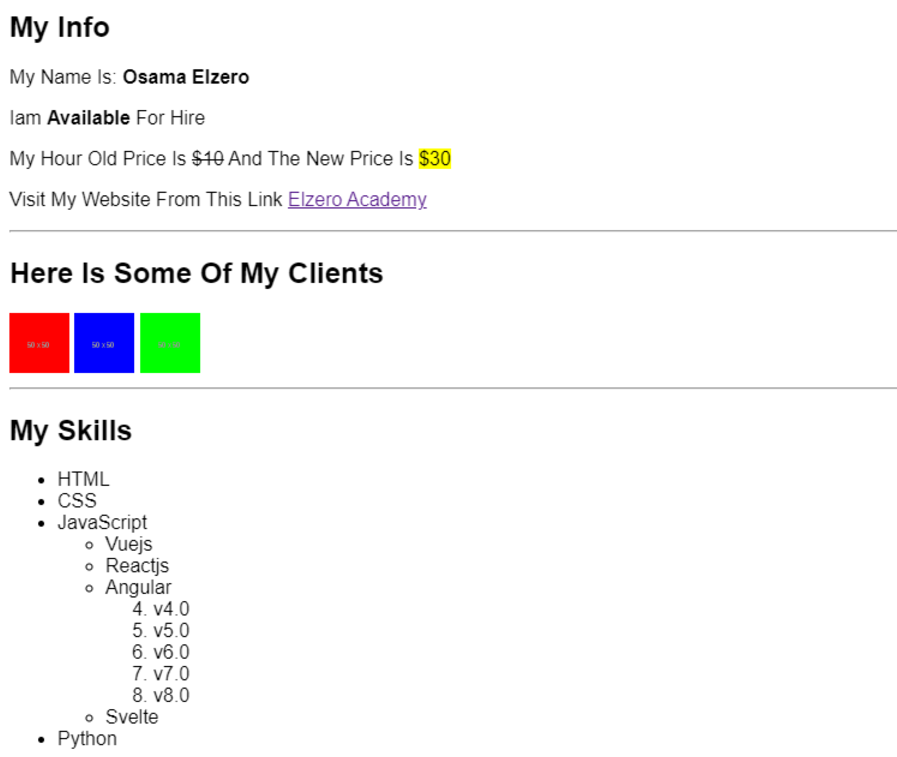 My Info
My Name Is: Osama Elzero
Iam Available For Hire
My Hour Old Price Is $10 And The New Price Is $30
Visit My Website From This Link Elzero Academy
Here Is Some Of My Clients
50 x 50 50 x 50
My Skills
HTML
CSS
JavaScript
Vuejs
Reactjs
Angular
4. v4.0
5. v5.0
6. v6.0
7. v7.0
8. v8.0
Svelte
Python